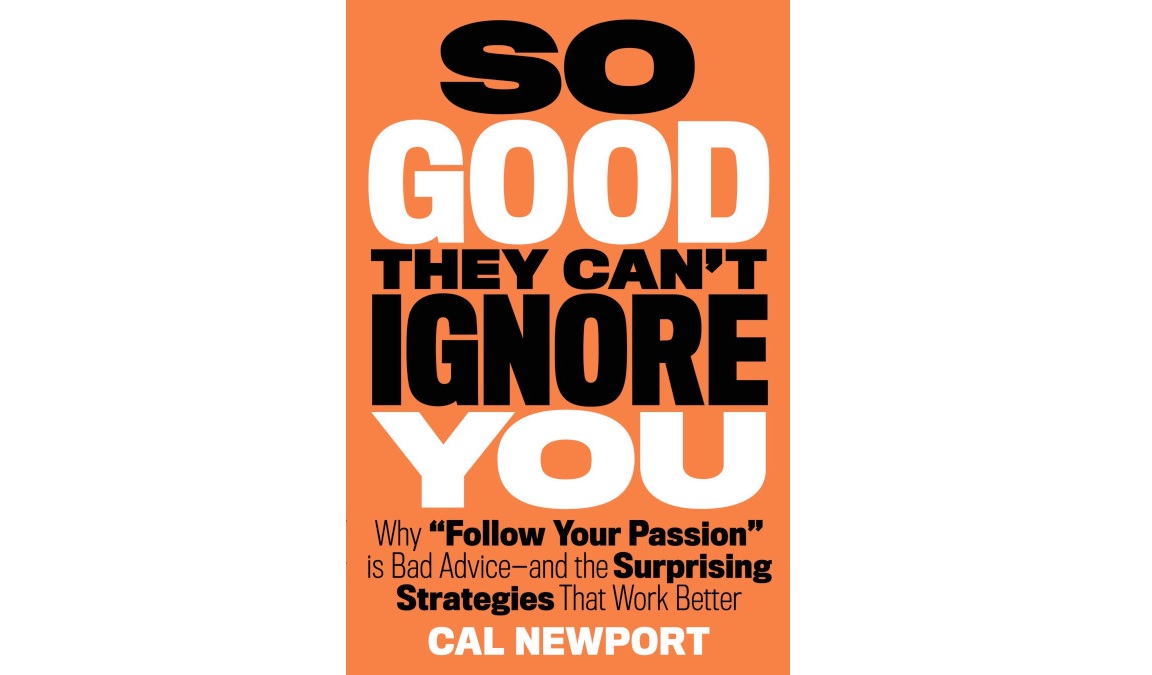 SO
GOOD
THEY CAN'T
IGNORE
YOU
Why “Follow Your Passion”
is Bad Advice–and the Surprising
Strategies That Work Better
CAL NEWPORT